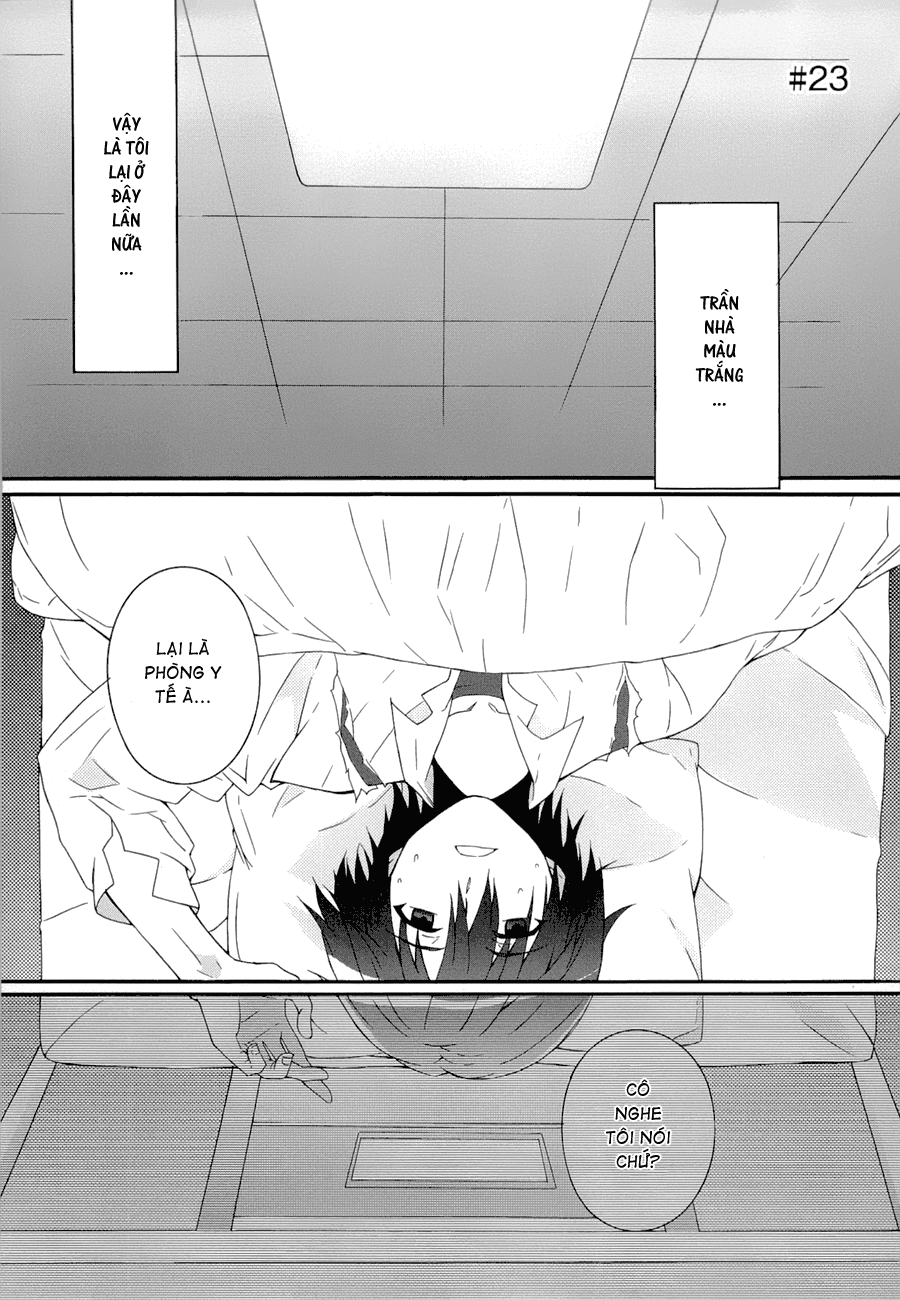 #23
TRẦN
NHÀ
MÀU
TRẮNG
...
VẬY
LÀ TÔI
LẠI Ở
ĐÂY
LẦN
NỮA
...
LẠI LÀ
PHÒNG Y
TẾ À...
CÔ
NGHE
TÔI NÓI
CHỨ?